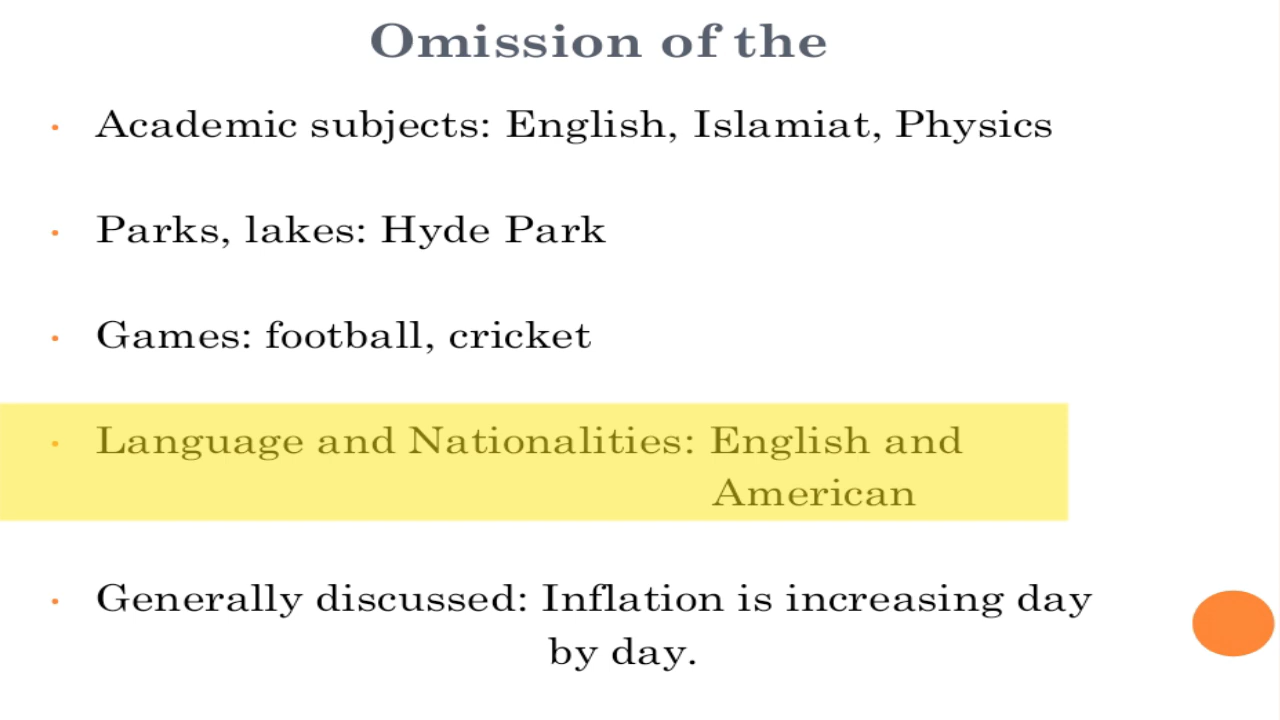 Omission of the
• Academic subjects: English, Islamiat, Physics
• Parks, lakes: Hyde Park
• Games: football, cricket
• Language and Nationalities: English and
American
• Generally discussed: Inflation is increasing day
by day.